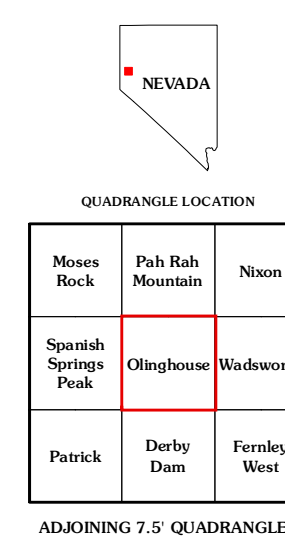 NEVADA
QUADRANGLE LOCATION
Moses
Rock
Pah Rah
Mountain
Nixon
Spanish
Springs
Peak
Olinghouse
Wadswor
Patrick
Derby
Dam
Fernley
West
ADJOINING 7.5' QUADRANGLE